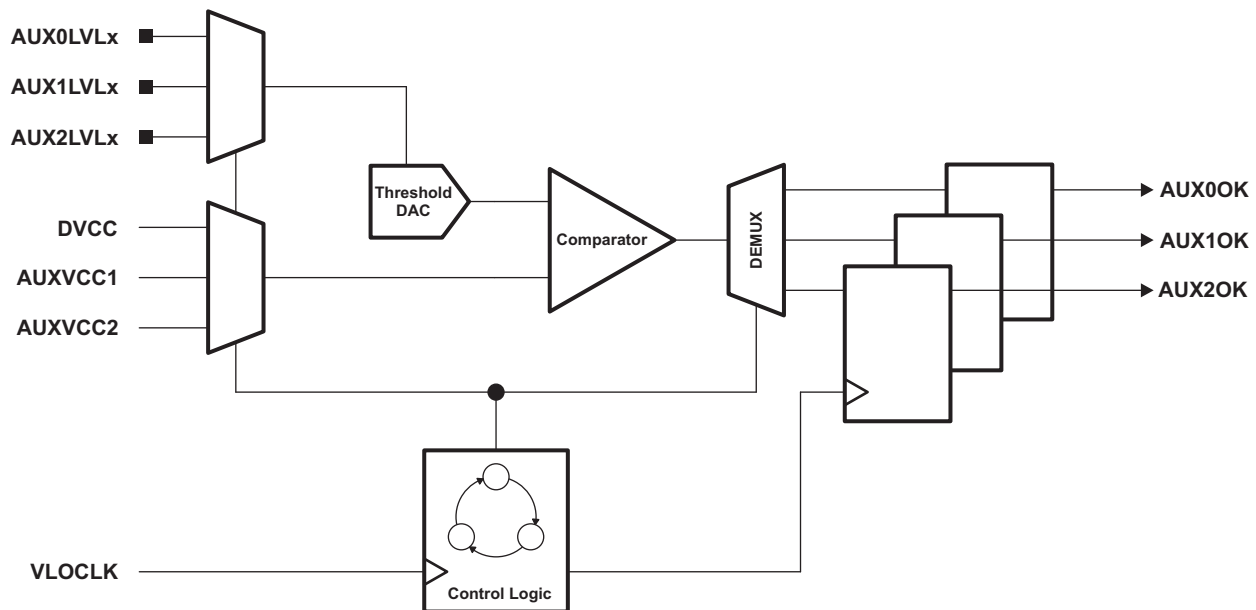 AUX0LVLx
AUX1LVLx
AUX2LVLx
Threshold
DAC
DVCC
AUXVCC1
AUXVCC2
Comparator
DEMUX
AUX0OK
AUX1OK
AUX2OK
VLOCLK
Control Logic